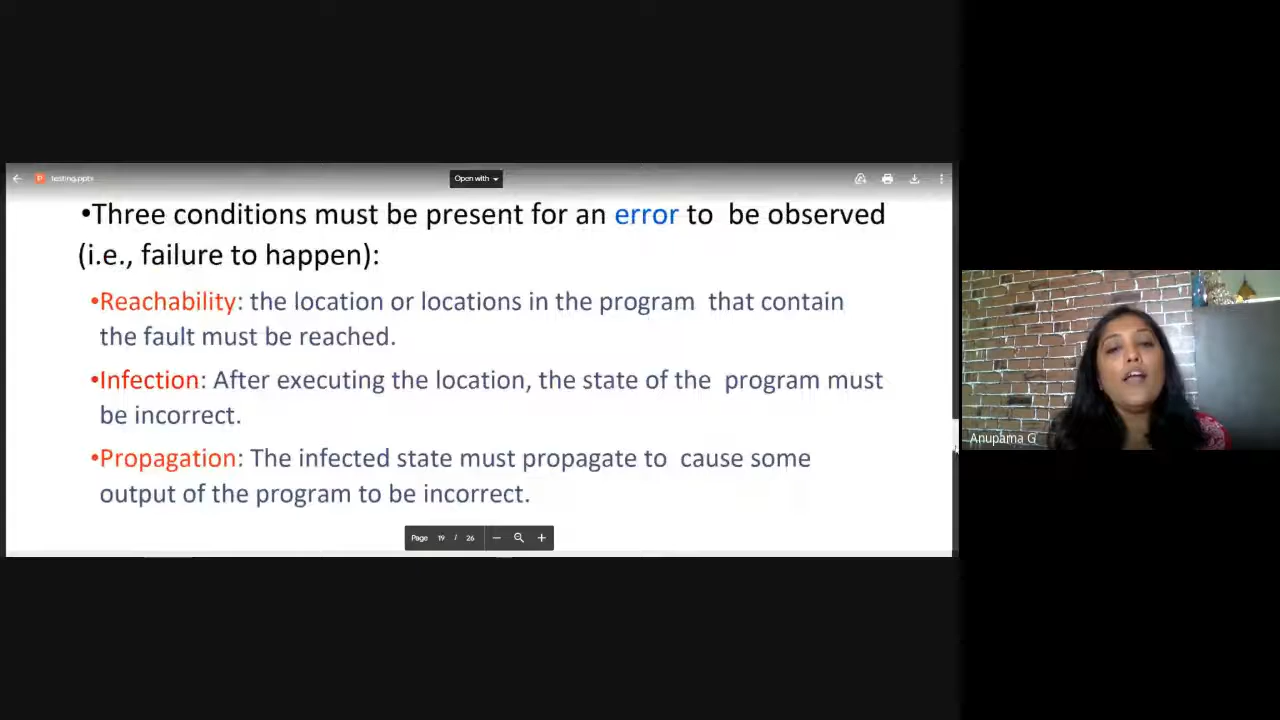 testing.pptx
Open with
•Three conditions must be present for an error to be observed
(i.e., failure to happen):
•Reachability: the location or locations in the program that contain
the fault must be reached.
•Infection: After executing the location, the state of the program must
be incorrect.
•Propagation: The infected state must propagate to cause some
output of the program to be incorrect.
Page 19 / 26
Anupama G